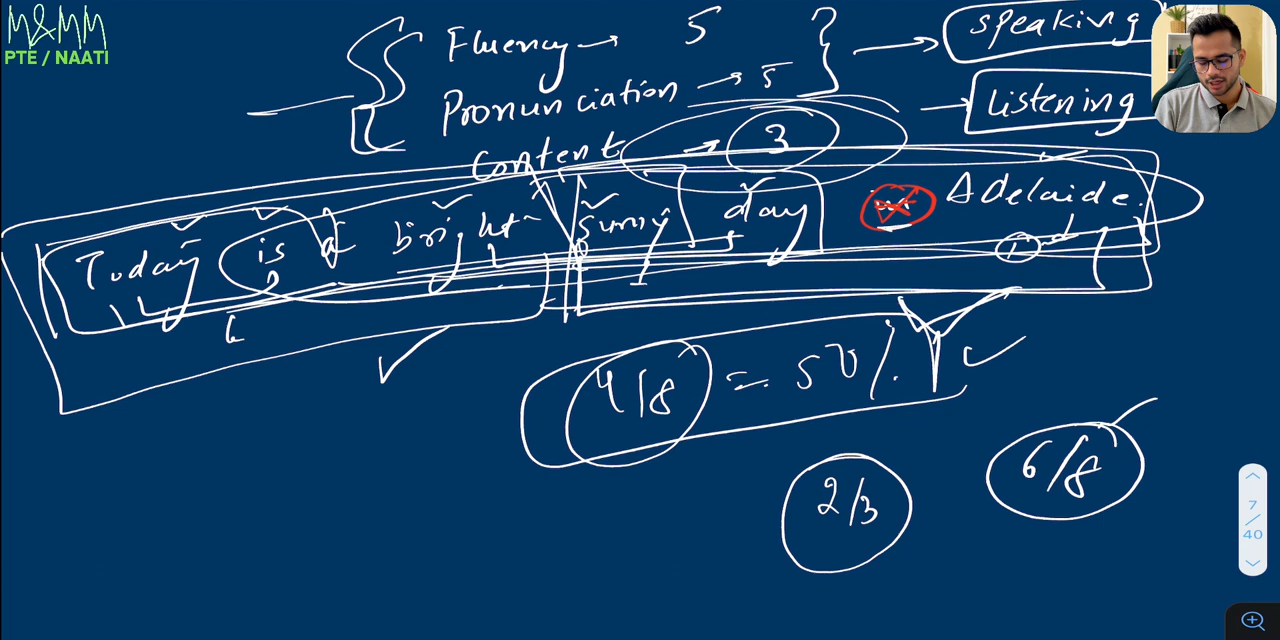 M&MM
PTE / NAATI
Fluency → 5
speaking
Pronunciation → 5
Listening
Content → 3
Today is a bright sunny day Adelaide.
4/8 = 50%
6/8
2/3
7
/
40